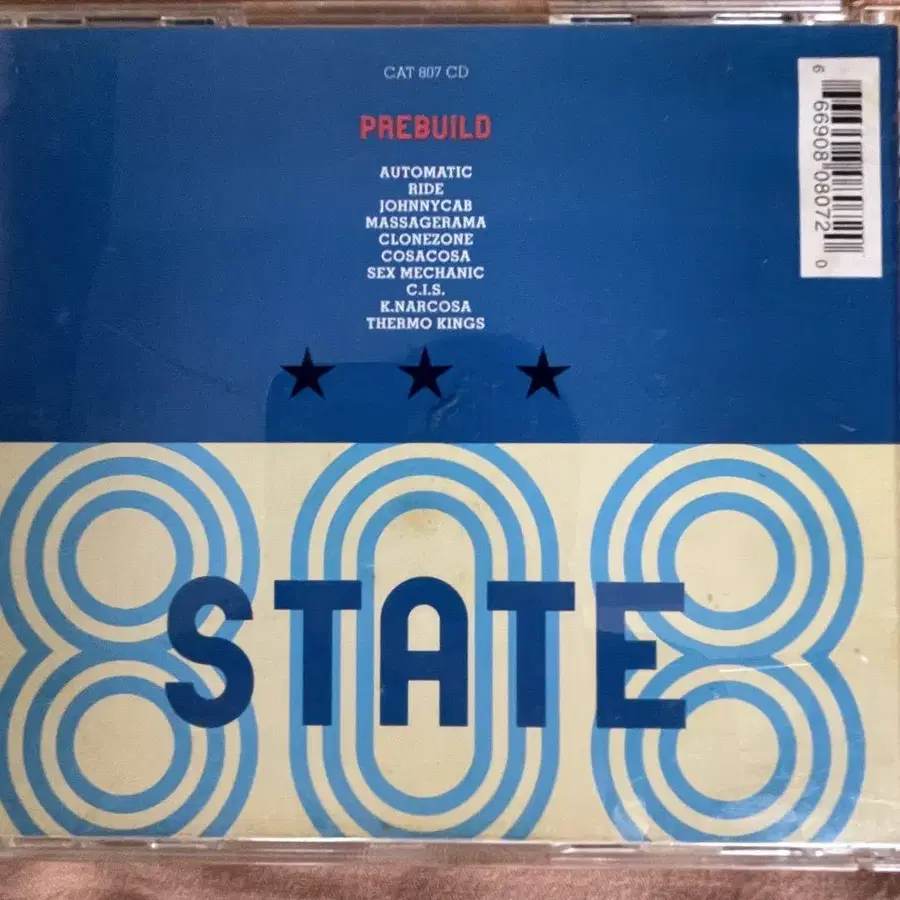 CAT 807 CD
PREBUILD
AUTOMATIC
RIDE
JOHNNYCAB
MASSAGERAMA
CLONEZONE
COSACOSA
SEX MECHANIC
C.I.S.
K.NARCOSA
THERMO KINGS
6 66908 08072 0
808
STATE